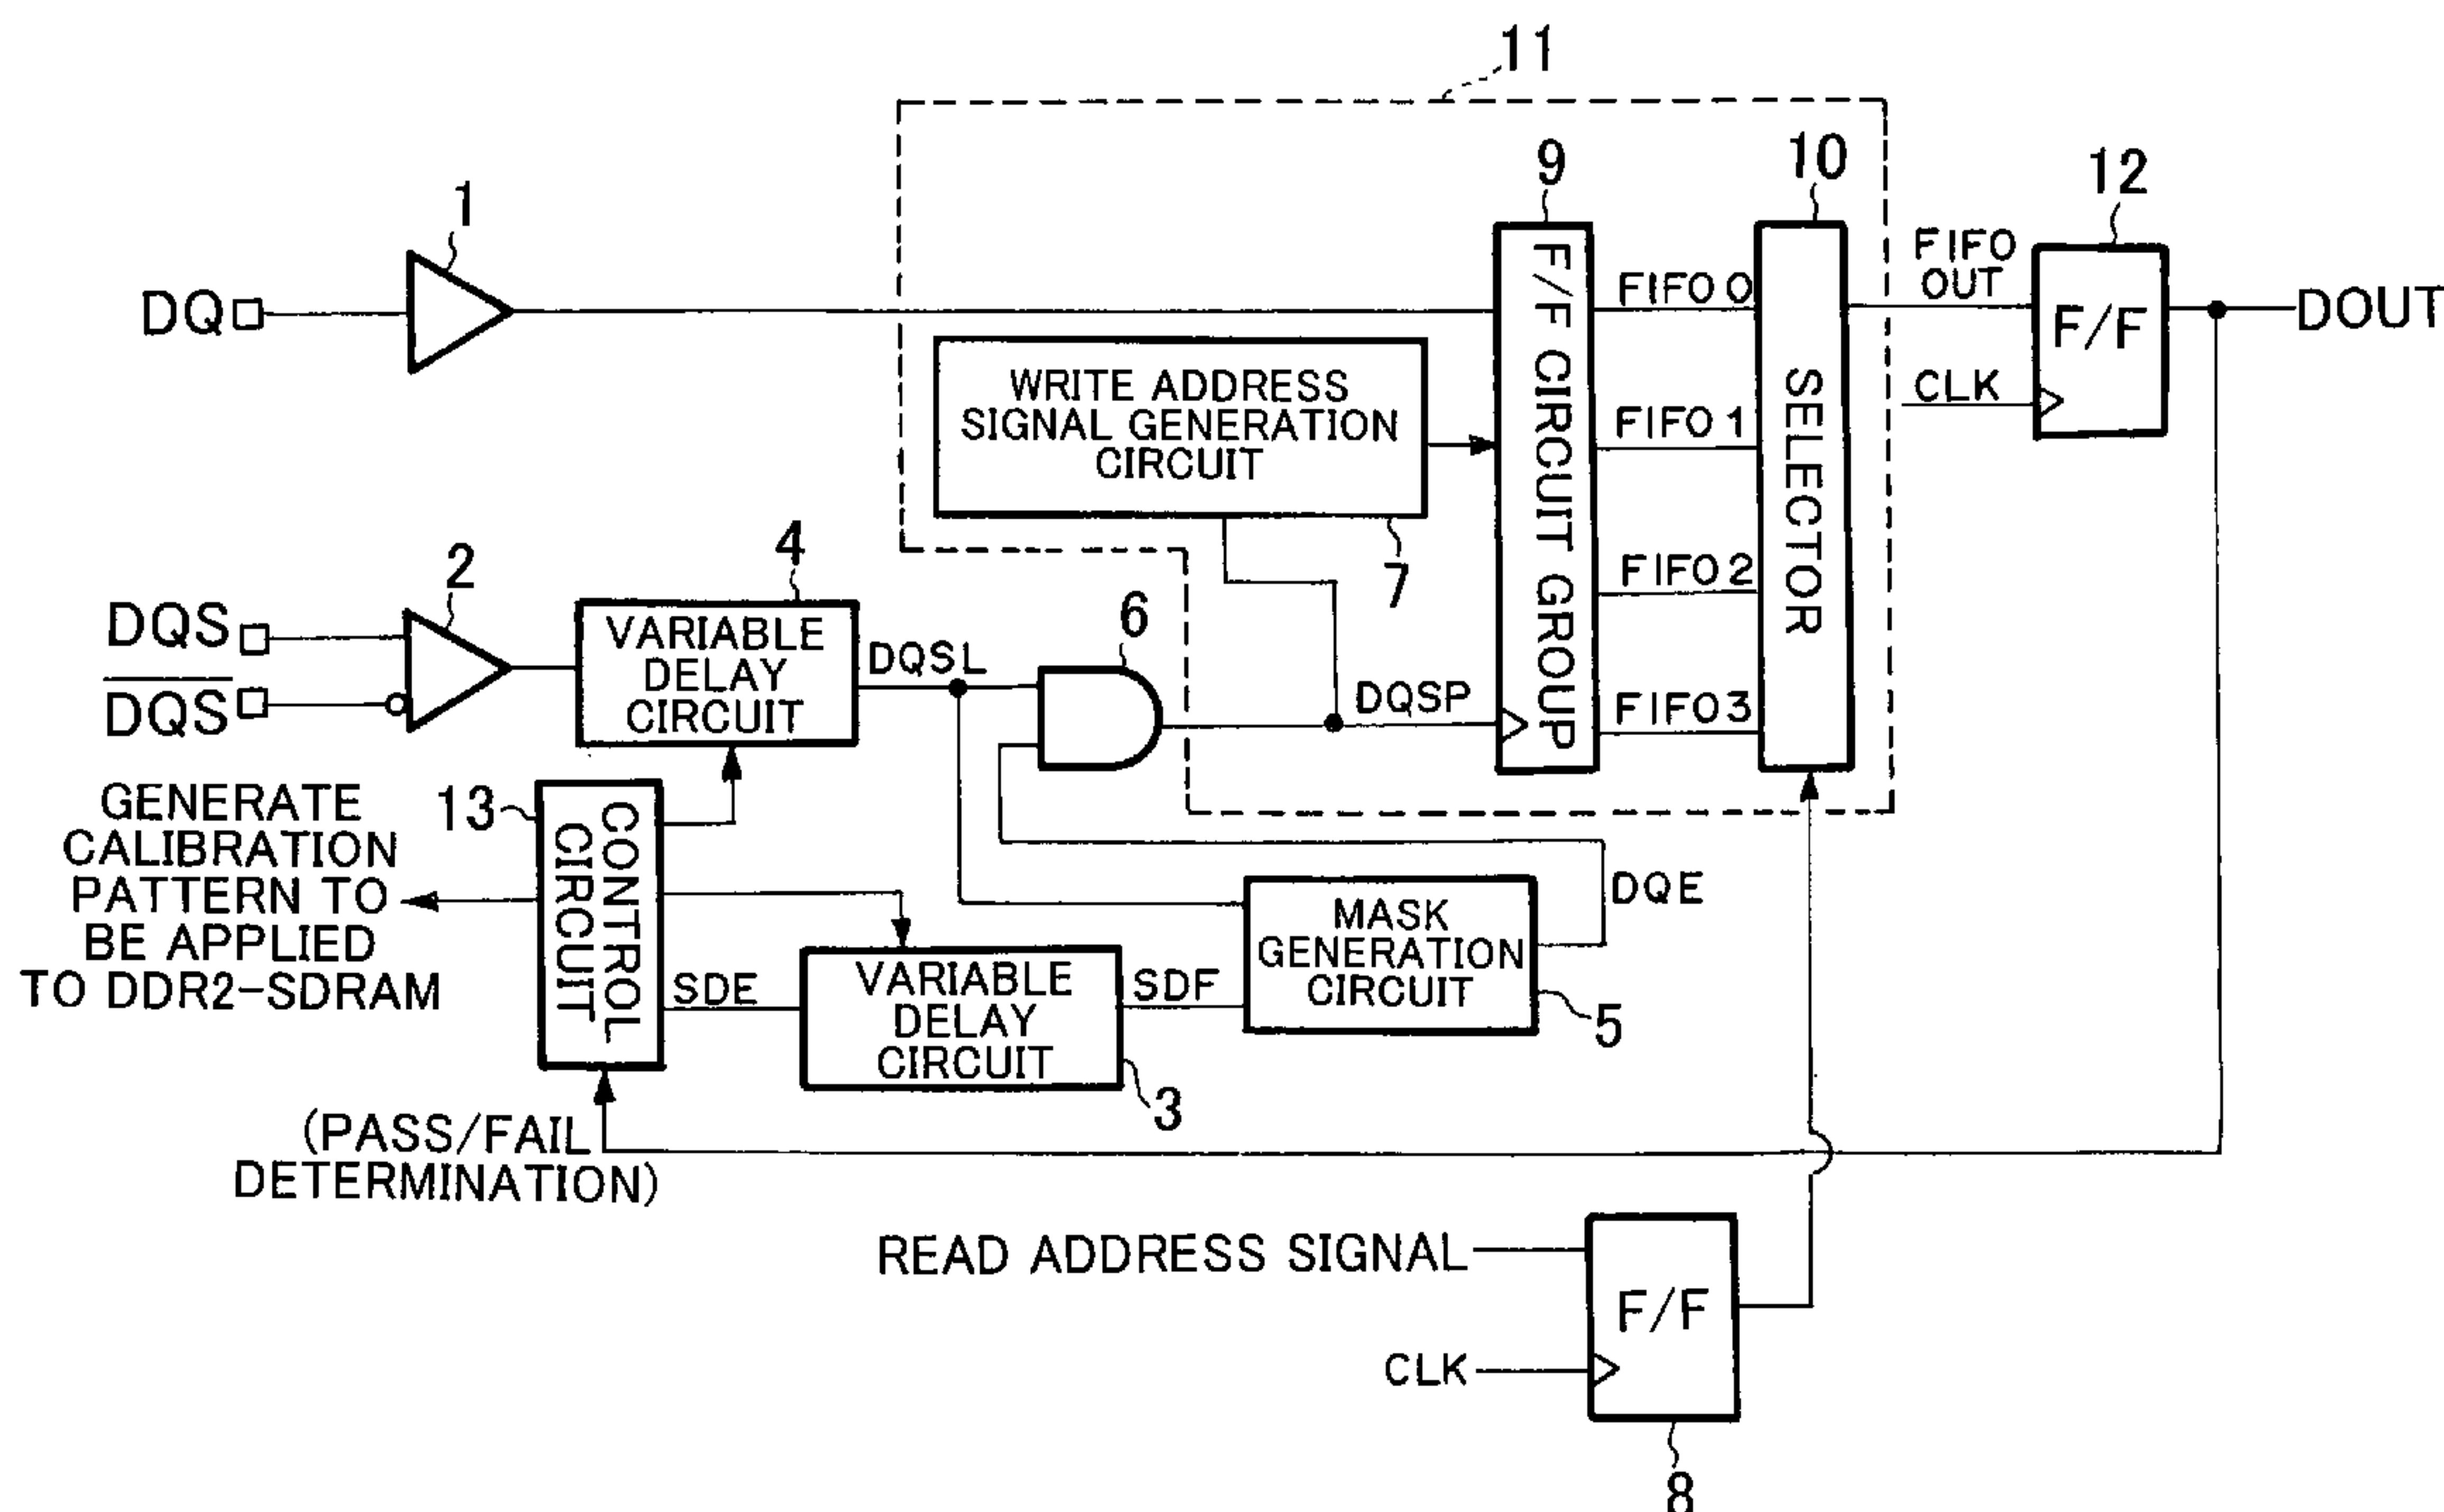 11
1
9
10
12
DQ
FIFO 0
FIFO
OUT
F/F
DOUT
CLK
WRITE ADDRESS
SIGNAL GENERATION
CIRCUIT
7
F/F CIRCUIT GROUP
FIFO 1
FIFO 2
FIFO 3
SELECTOR
2
4
6
DQS
DQS
VARIABLE
DELAY
CIRCUIT
DQSL
DQSP
13
CONTROL
CIRCUIT
GENERATE
CALIBRATION
PATTERN TO
BE APPLIED
TO DDR2-SDRAM
SDE
VARIABLE
DELAY
CIRCUIT
3
SDF
MASK
GENERATION
CIRCUIT
5
DQE
(PASS/FAIL
DETERMINATION)
READ ADDRESS SIGNAL
F/F
CLK
8